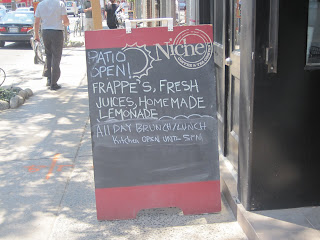 PATIO
OPEN!
Niche
FRAPPE'S, FRESH
JUICES, HOMEMADE
LEMONADE
All DAY BRUNCH/LUNCH
Kitchen OPEN UNTIL 5PM